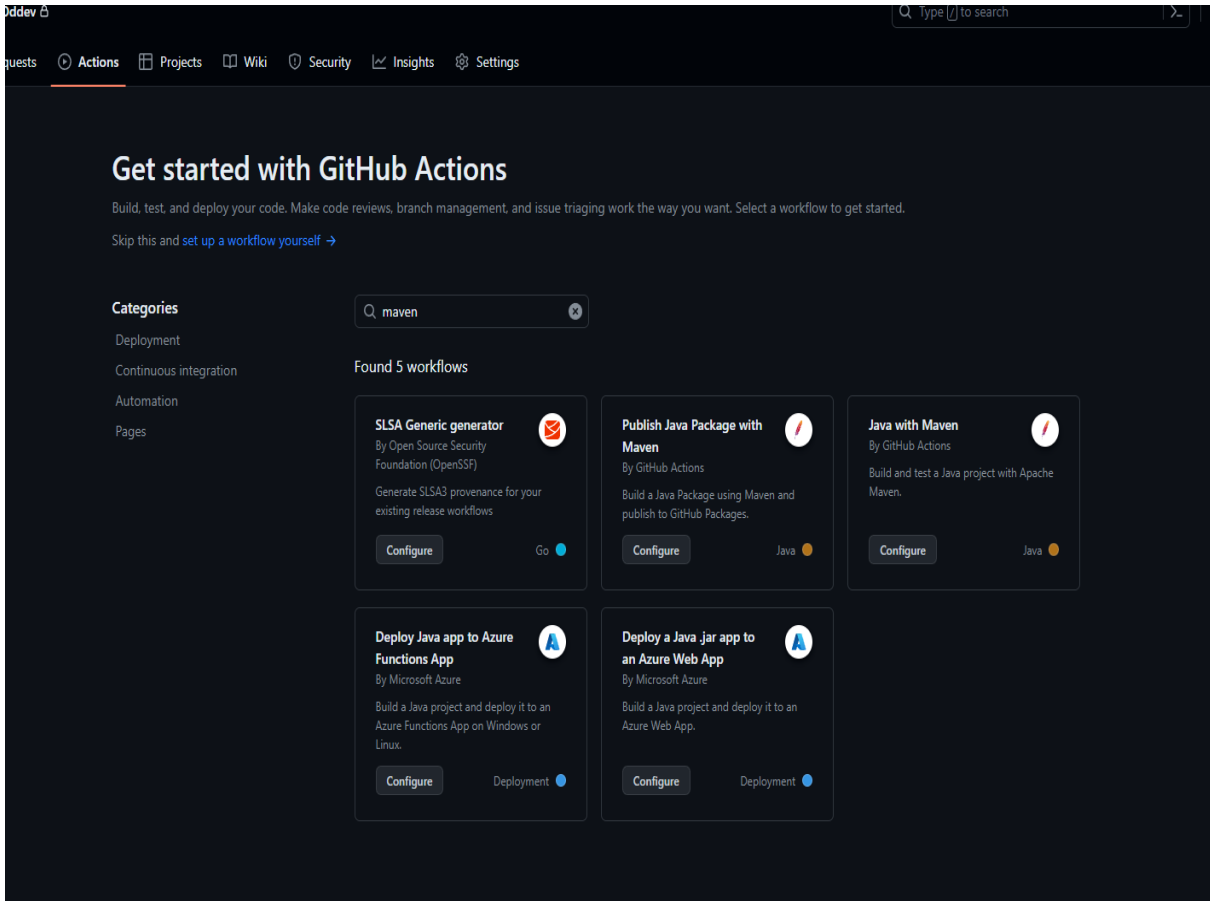 Oddev
Type / to search
quests
Actions
Projects
Wiki
Security
Insights
Settings
Get started with GitHub Actions
Build, test, and deploy your code. Make code reviews, branch management, and issue triaging work the way you want. Select a workflow to get started.
Skip this and set up a workflow yourself →
Categories
Deployment
Continuous integration
Automation
Pages
maven
Found 5 workflows
SLSA Generic generator
By Open Source Security
Foundation (OpenSSF)
Generate SLSA3 provenance for your
existing release workflows
Configure
Go
Publish Java Package with
Maven
By GitHub Actions
Build a Java Package using Maven and
publish to GitHub Packages.
Configure
Java
Java with Maven
By GitHub Actions
Build and test a Java project with Apache
Maven.
Configure
Java
Deploy Java app to Azure
Functions App
By Microsoft Azure
Build a Java project and deploy it to an
Azure Functions App on Windows or
Linux.
Configure
Deployment
Deploy a Java .jar app to
an Azure Web App
By Microsoft Azure
Build a Java project and deploy it to an
Azure Web App.
Configure
Deployment